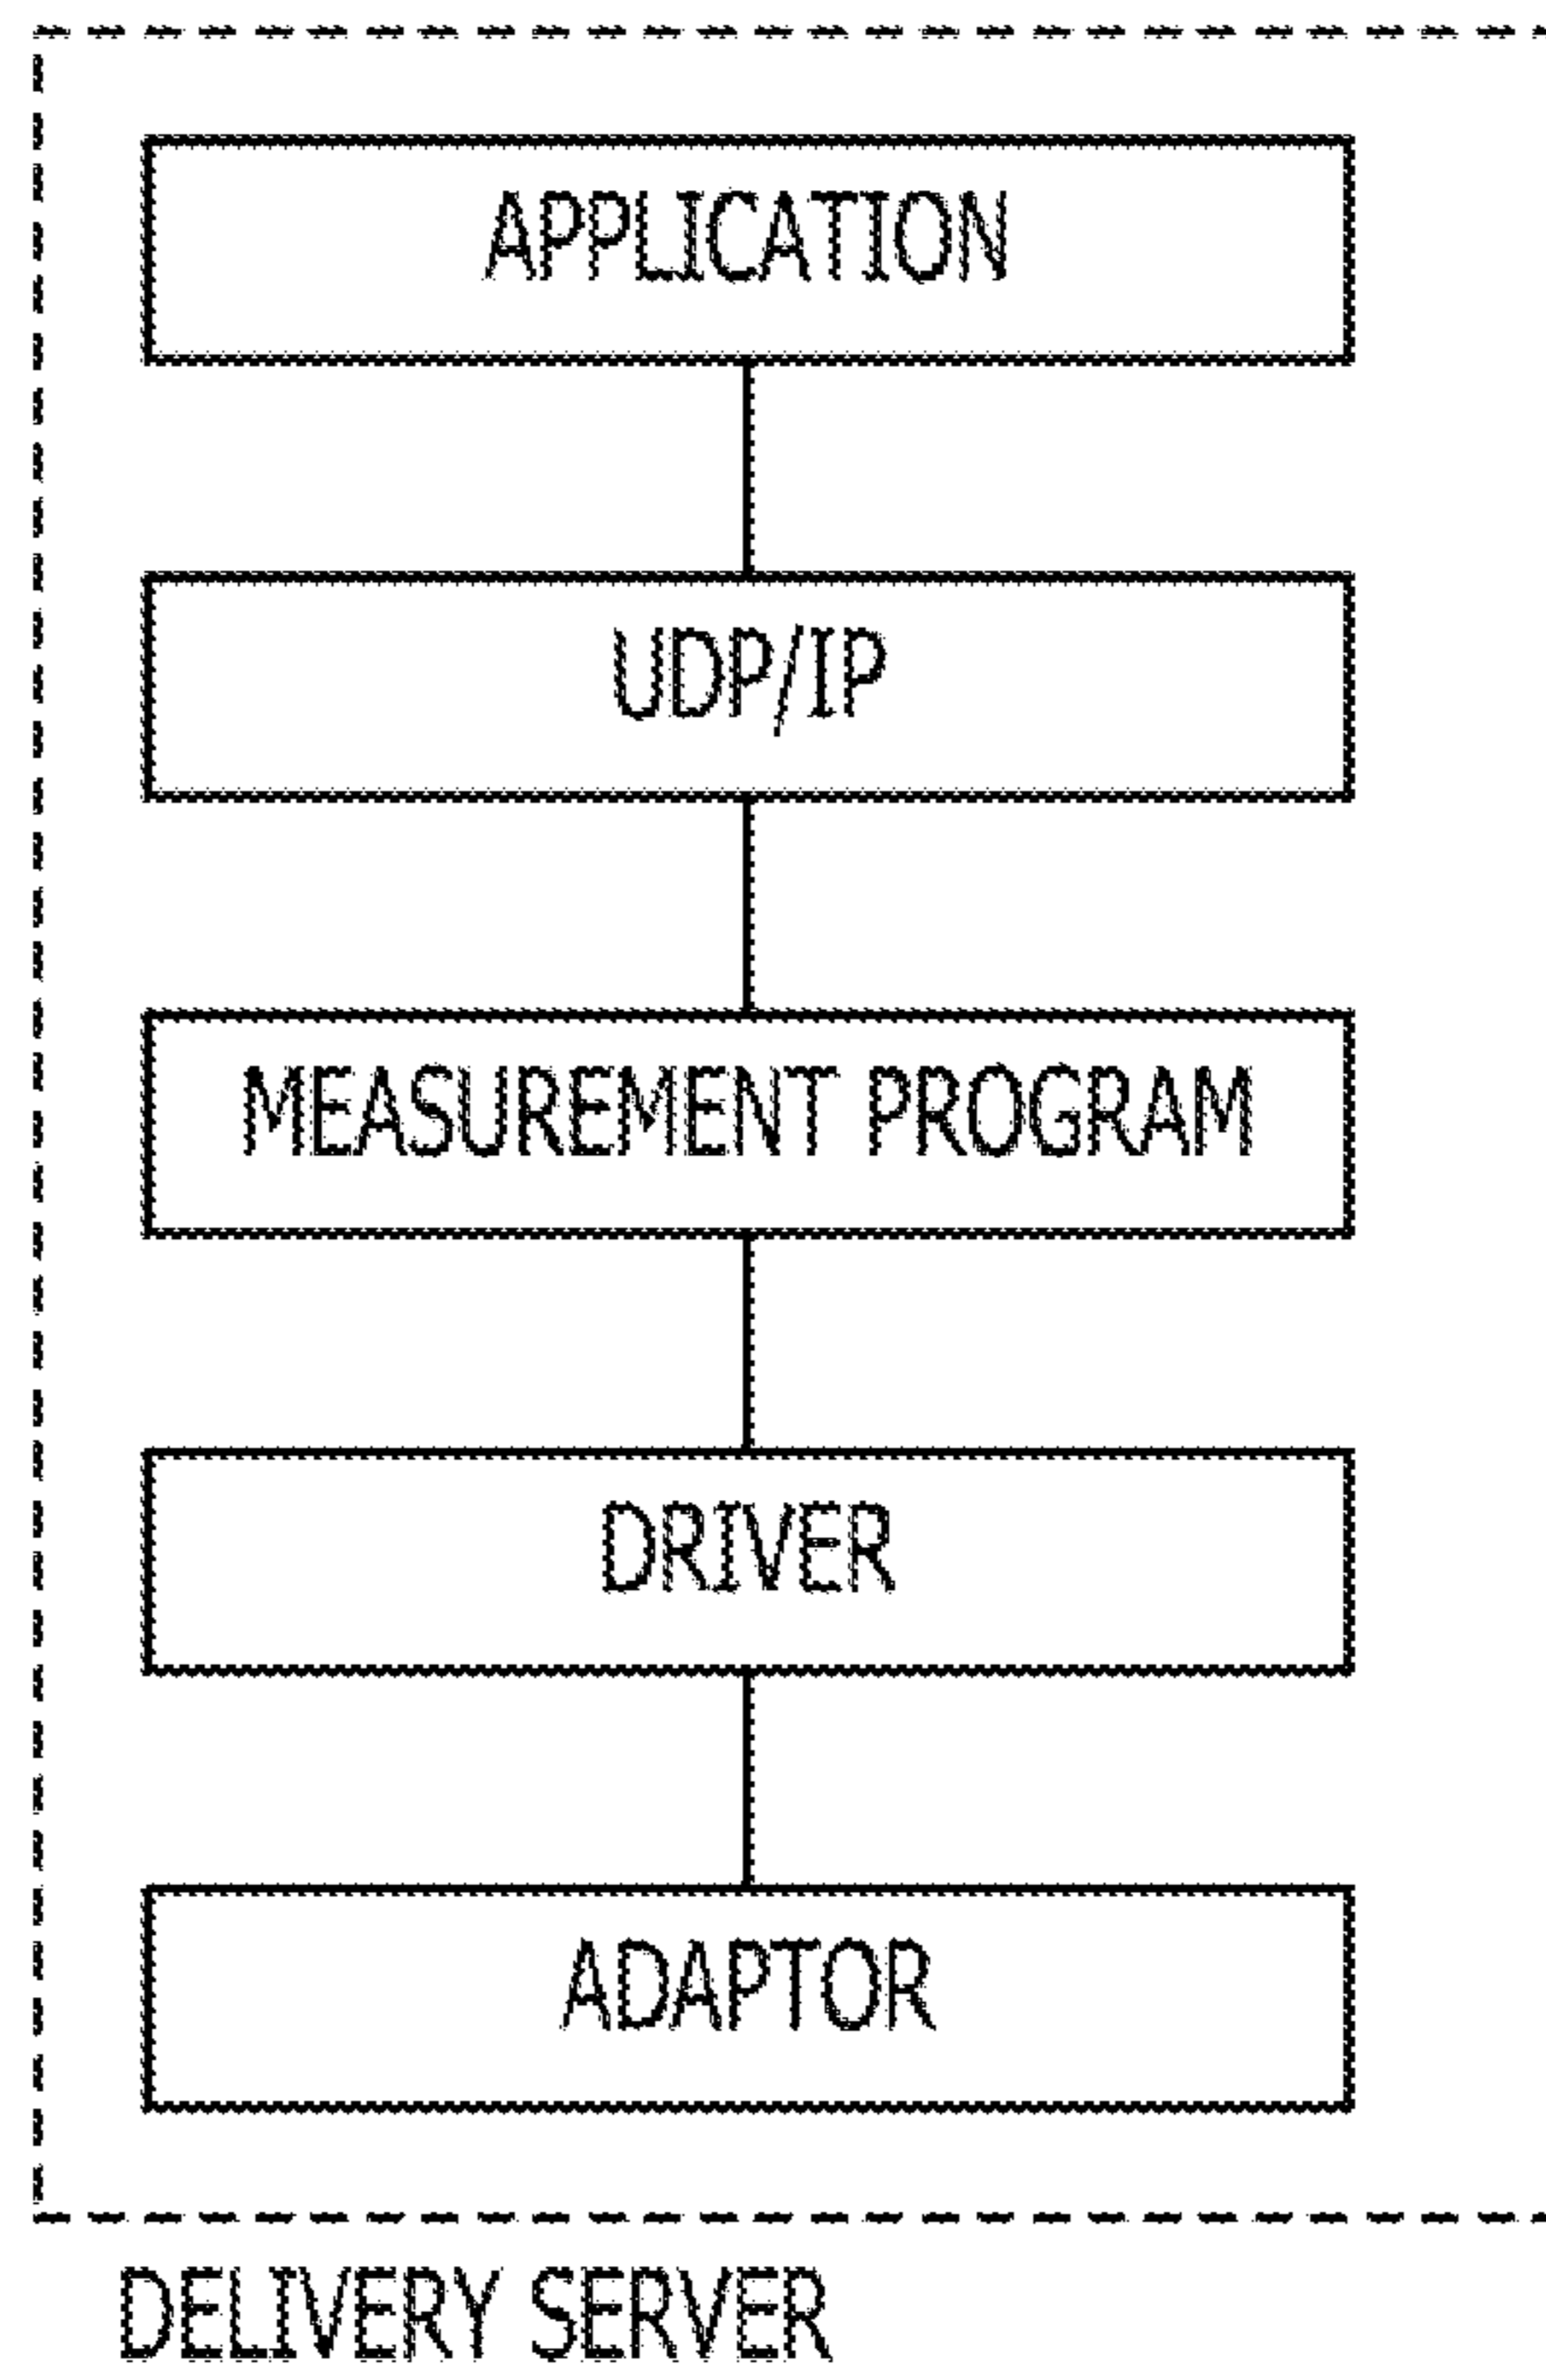 APPLICATION
UDP/IP
MEASUREMENT PROGRAM
DRIVER
ADAPTOR
DELIVERY SERVER